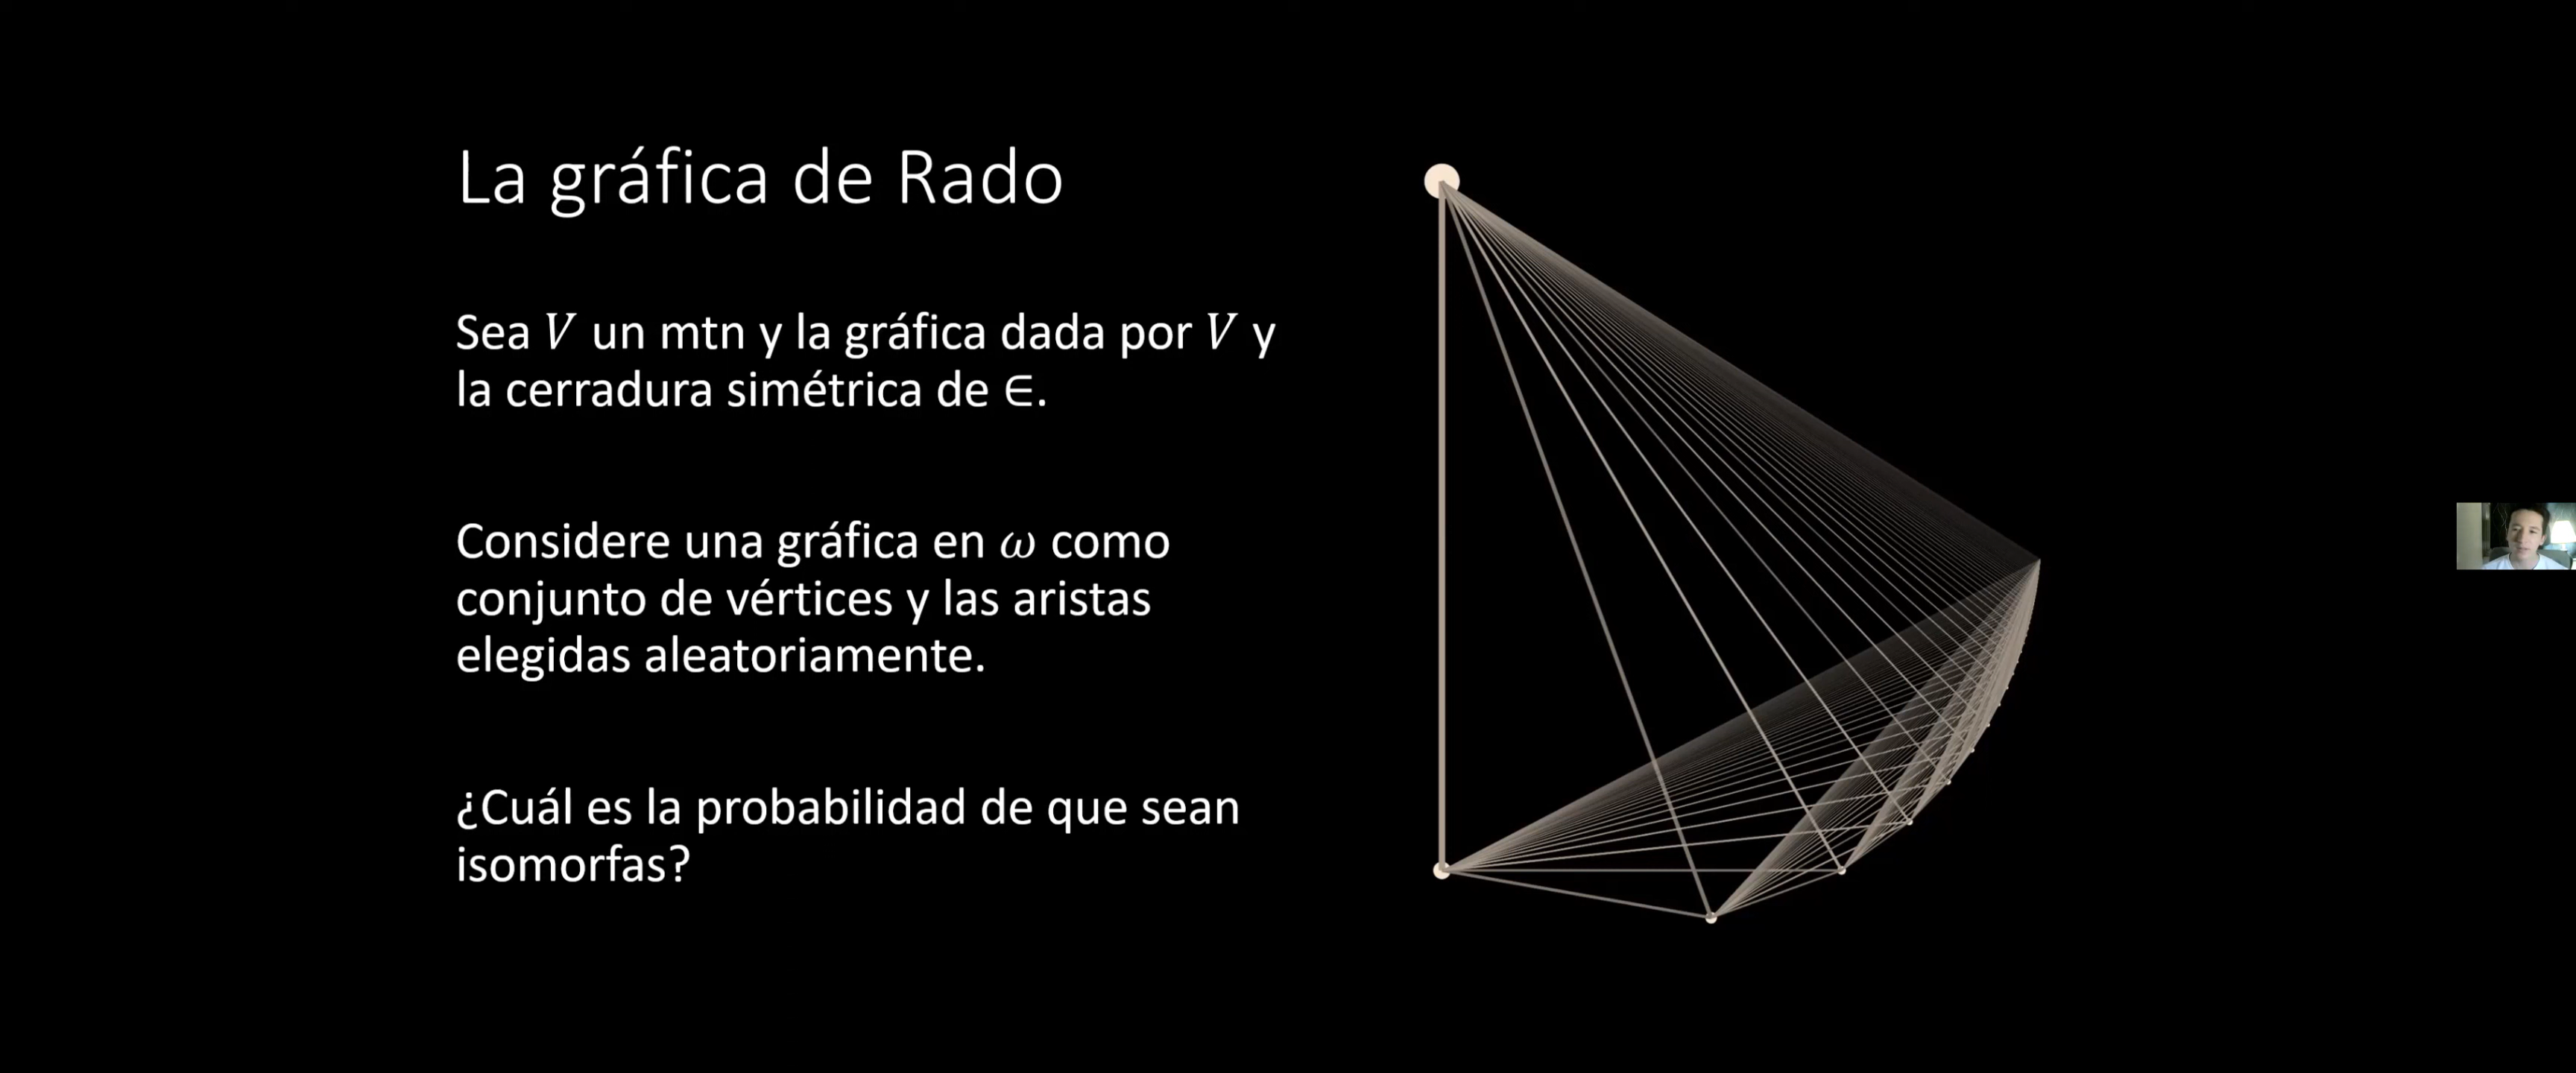 La gráfica de Rado
Sea V un mtn y la gráfica dada por V y
la cerradura simétrica de ∈.
Considere una gráfica en ω como
conjunto de vértices y las aristas
elegidas aleatoriamente.
¿Cuál es la probabilidad de que sean
isomorfas?